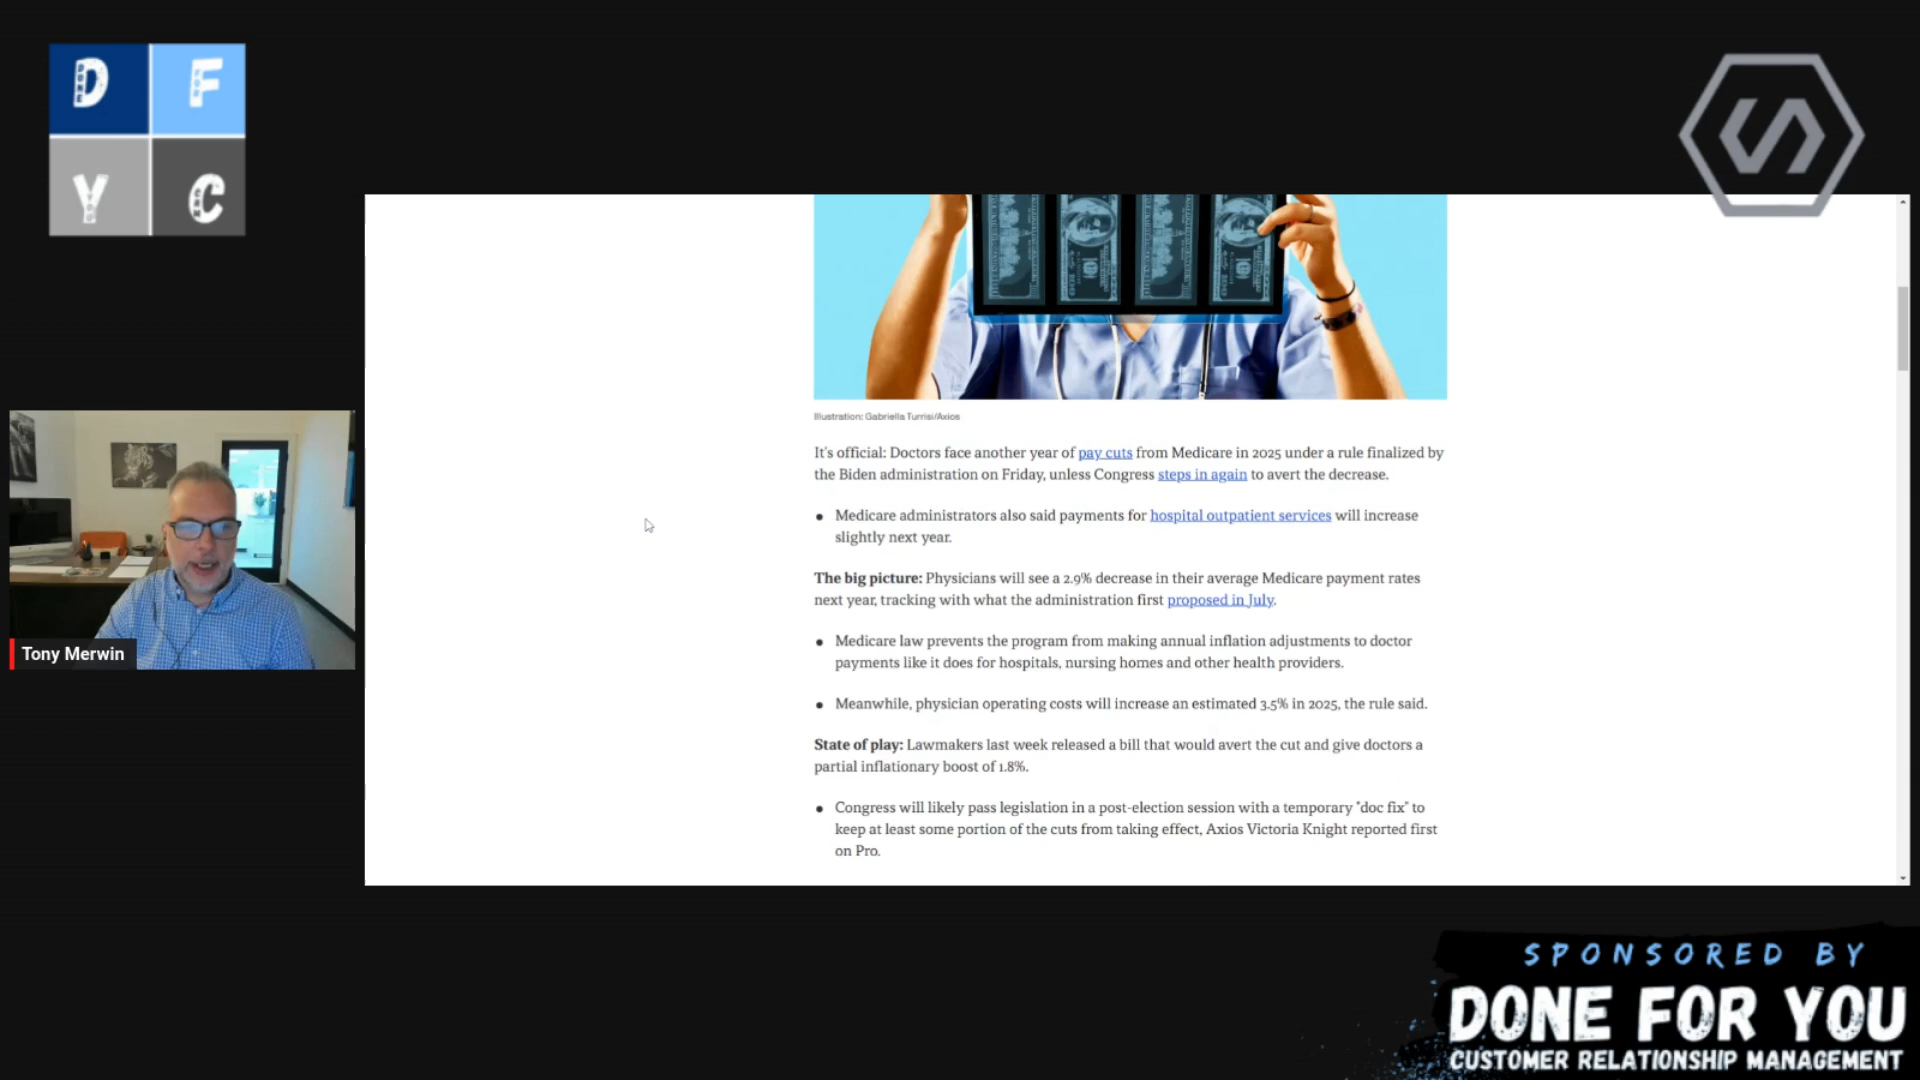 D F
Y C
Illustration: Gabriella Turrisi/Axios
It's official: Doctors face another year of pay cuts from Medicare in 2025 under a rule finalized by
the Biden administration on Friday, unless Congress steps in again to avert the decrease.
Medicare administrators also said payments for hospital outpatient services will increase
slightly next year.
The big picture: Physicians will see a 2.9% decrease in their average Medicare payment rates
next year, tracking with what the administration first proposed in July.
Medicare law prevents the program from making annual inflation adjustments to doctor
payments like it does for hospitals, nursing homes and other health providers.
Meanwhile, physician operating costs will increase an estimated 3.5% in 2025, the rule said.
State of play: Lawmakers last week released a bill that would avert the cut and give doctors a
partial inflationary boost of 1.8%.
Congress will likely pass legislation in a post-election session with a temporary "doc fix" to
keep at least some portion of the cuts from taking effect, Axios Victoria Knight reported first
on Pro.
Tony Merwin
SPONSORED BY
DONE FOR YOU
CUSTOMER RELATIONSHIP MANAGEMENT